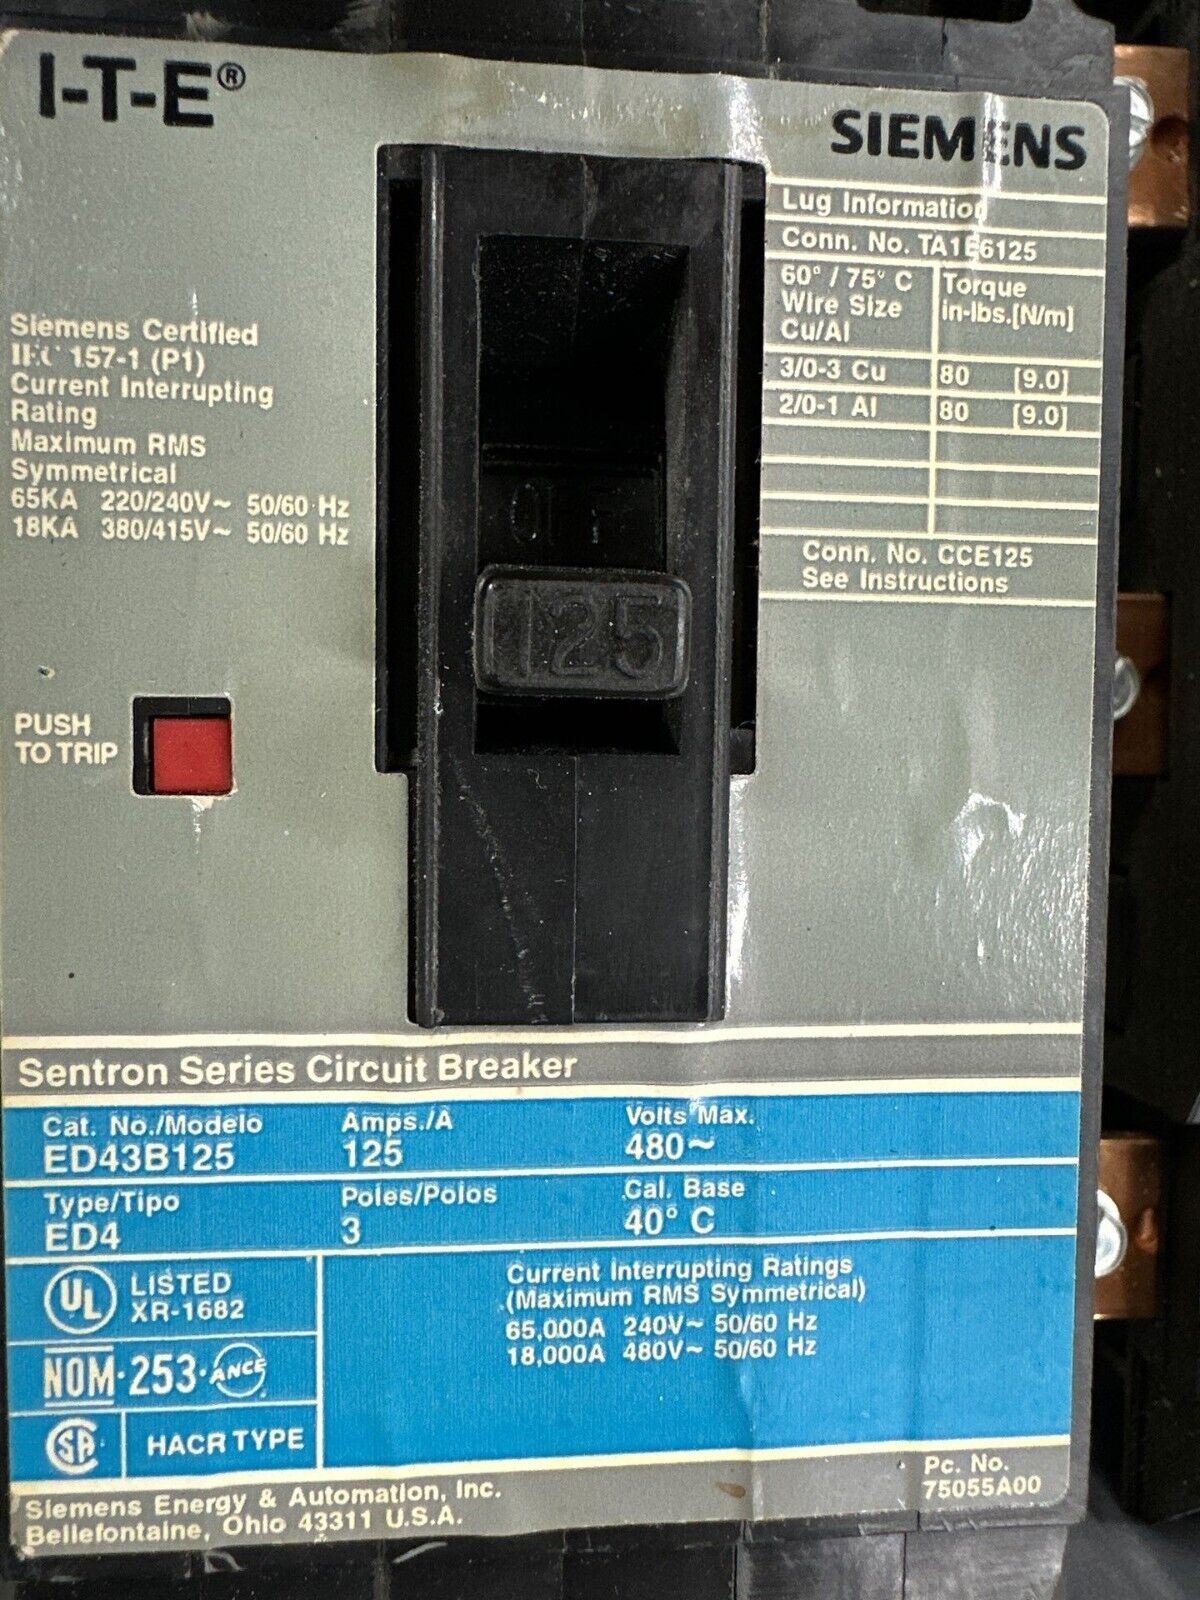 I-T-E®
SIEMENS
Siemens Certified
IEC 157-1 (P1)
Current Interrupting
Rating
Maximum RMS
Symmetrical
65KA 220/240V~ 50/60 Hz
18KA 380/415V~ 50/60 Hz
PUSH
TO TRIP
OFF
125
Lug Information
Conn. No. TA1E6125
60° / 75° C
Wire Size
Cu/Al
Torque
in-lbs.[N/m]
3/0-3 Cu 80 [9.0]
2/0-1 Al 80 [9.0]
Conn. No. CCE125
See Instructions
Sentron Series Circuit Breaker
Cat. No./Modelo Amps./A Volts Max.
ED43B125 125 480~
Type/Tipo Poles/Polos Cal. Base
ED4 3 40° C
UL LISTED
XR-1682
NOM·253·ANCE
SA HACR TYPE
Current Interrupting Ratings
(Maximum RMS Symmetrical)
65,000A 240V~ 50/60 Hz
18,000A 480V~ 50/60 Hz
Siemens Energy & Automation, Inc.
Bellefontaine, Ohio 43311 U.S.A.
Pc. No.
75055A00